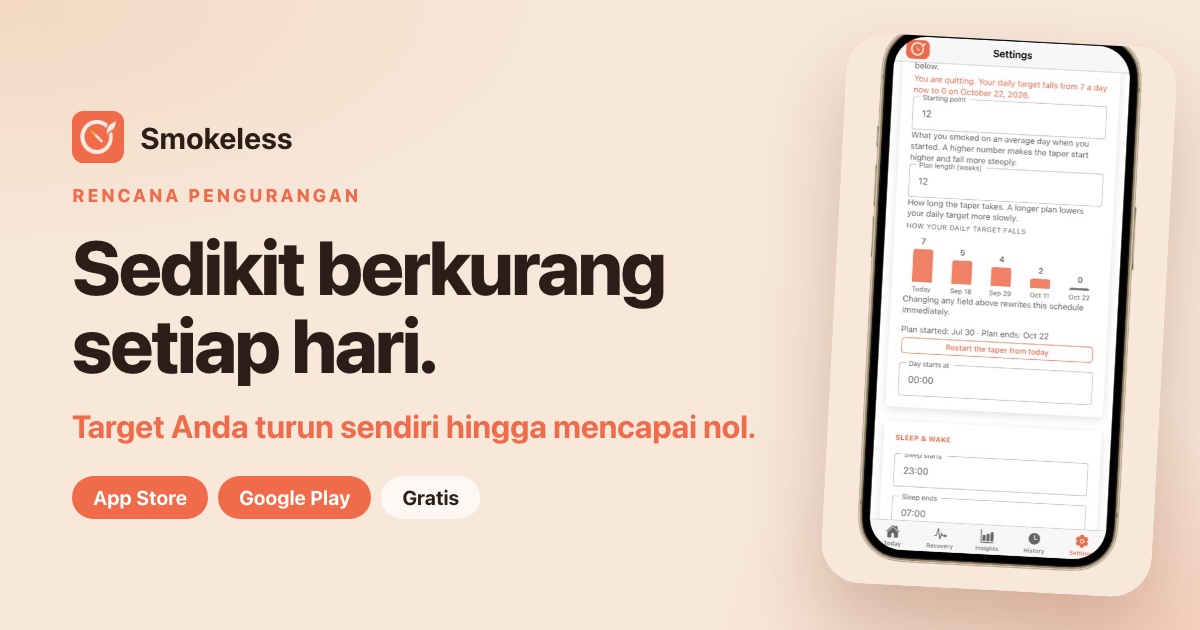 Smokeless
RENCANA PENGURANGAN
Sedikit berkurang
setiap hari.
Target Anda turun sendiri hingga mencapai nol.
App Store
Google Play
Gratis
Settings
below.
You are quitting. Your daily target falls from 7 a day
now to 0 on October 22, 2026.
Starting point
12
What you smoked on an average day when you
started. A higher number makes the taper start
higher and fall more steeply.
Plan length (weeks)
12
How long the taper takes. A longer plan lowers
your daily target more slowly.
HOW YOUR DAILY TARGET FALLS
7 5 4 2 0
Today Sep 18 Sep 29 Oct 11 Oct 22
Changing any field above rewrites this schedule
immediately.
Plan started: Jul 30 · Plan ends: Oct 22
Restart the taper from today
Day starts at
00:00
SLEEP & WAKE
Sleep starts
23:00
Sleep ends
07:00
Today Recovery Insights History Settings